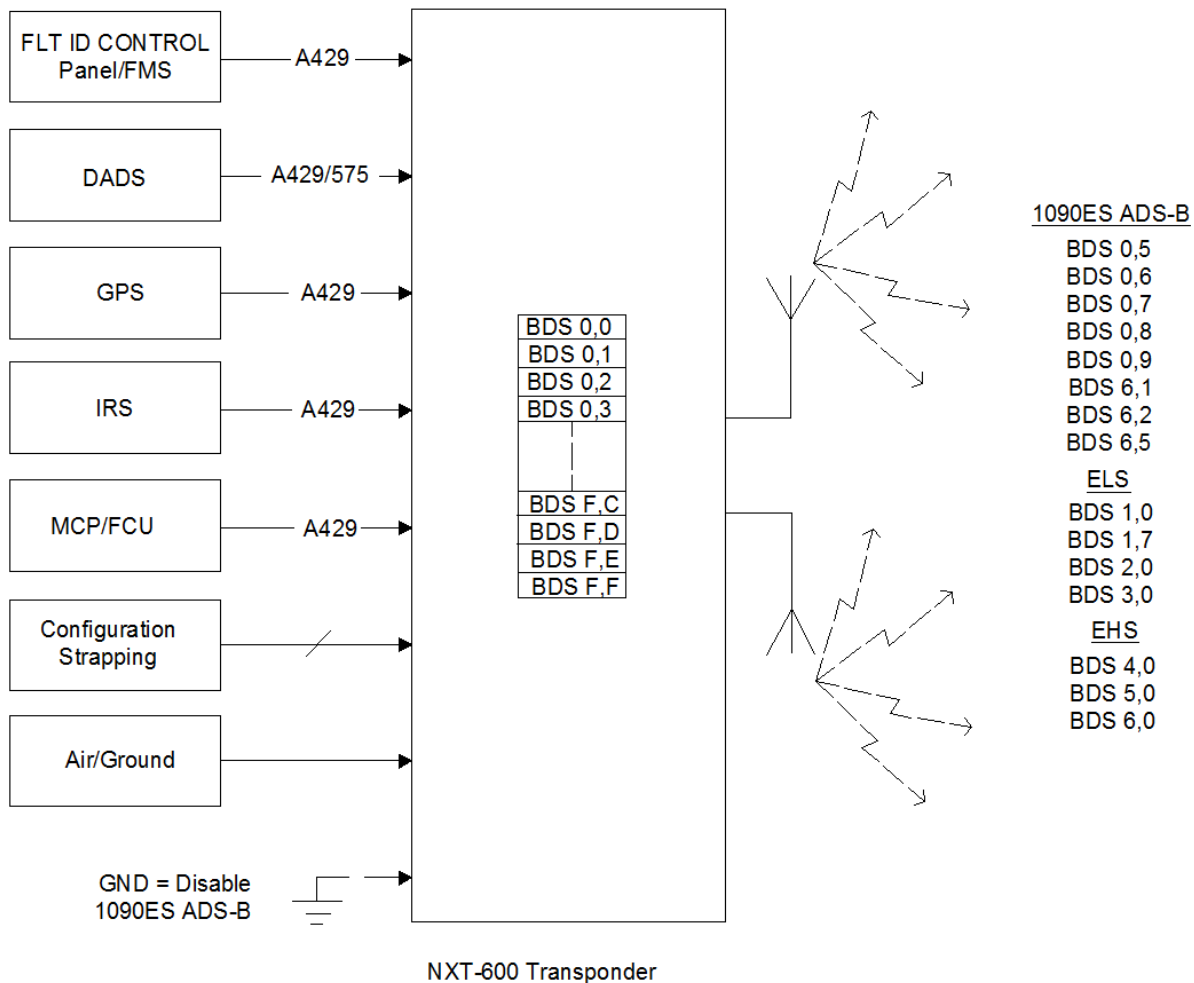 FLT ID CONTROL
Panel/FMS
A429
DADS
A429/575
GPS
A429
IRS
A429
MCP/FCU
A429
Configuration
Strapping
Air/Ground
GND = Disable
1090ES ADS-B
BDS 0,0
BDS 0,1
BDS 0,2
BDS 0,3
BDS F,C
BDS F,D
BDS F,E
BDS F,F
1090ES ADS-B
BDS 0,5
BDS 0,6
BDS 0,7
BDS 0,8
BDS 0,9
BDS 6,1
BDS 6,2
BDS 6,5
ELS
BDS 1,0
BDS 1,7
BDS 2,0
BDS 3,0
EHS
BDS 4,0
BDS 5,0
BDS 6,0
NXT-600 Transponder